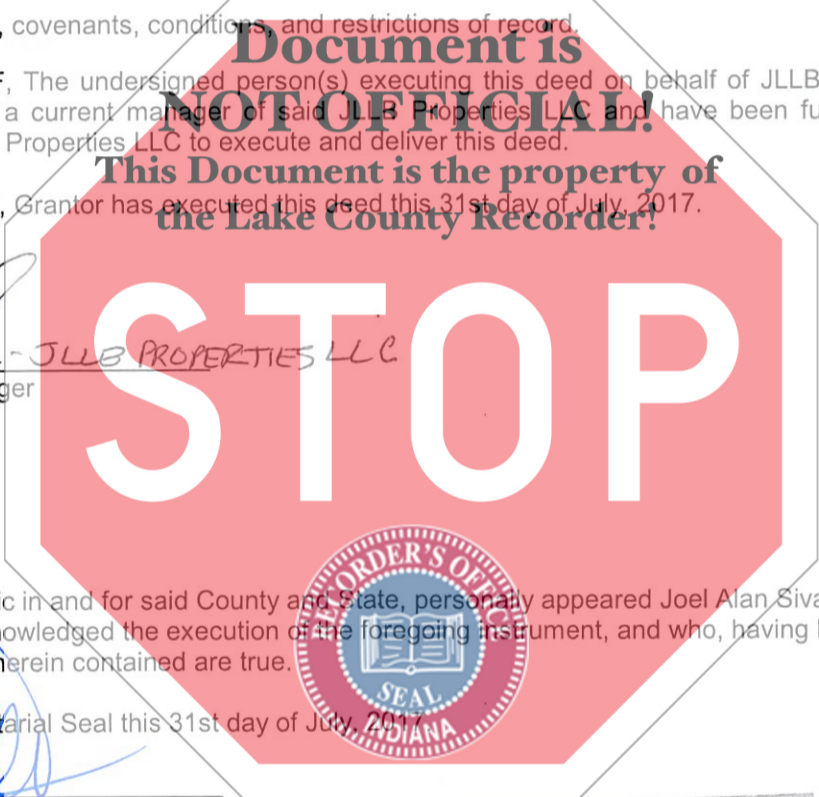 , covenants, conditions, and restrictions of record.
Document is
, The undersigned person(s) executing this deed on behalf of JLLB
NOT OFFICIAL!
a current manager of said JLLB Properties LLC and have been fu
Properties LLC to execute and deliver this deed.
This Document is the property of
, Grantor has executed this deed this 31st day of July, 2017.
the Lake County Recorder!
STOP
- JLLB PROPERTIES LLC
ger
RECORDER'S OFFICE
c in and for said County and State, personally appeared Joel Alan Siva
owledged the execution of the foregoing instrument, and who, having
herein contained are true.
SEAL
tarial Seal this 31st day of July, 2017
INDIANA